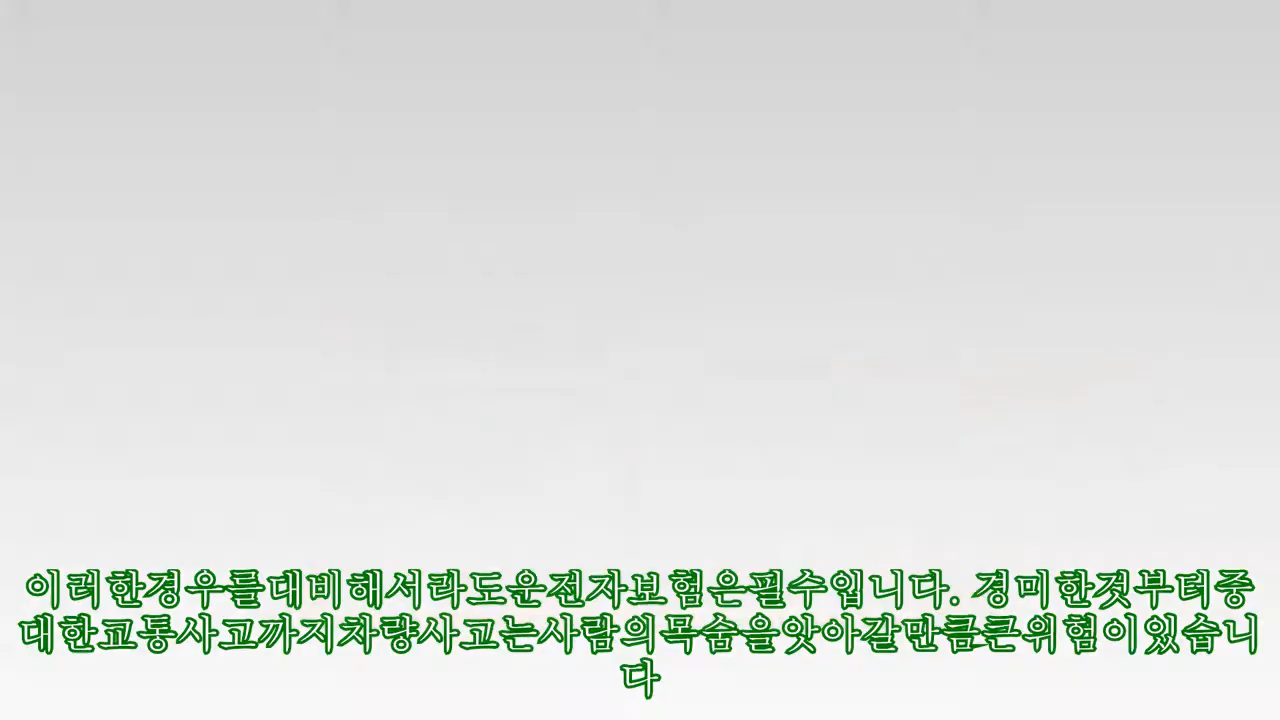 이러한경우를대비해서라도운전자보험은필수입니다. 경미한것부터중
대한교통사고까지차량사고는사람의목숨을앗아갈만큼큰위험이있습니
다